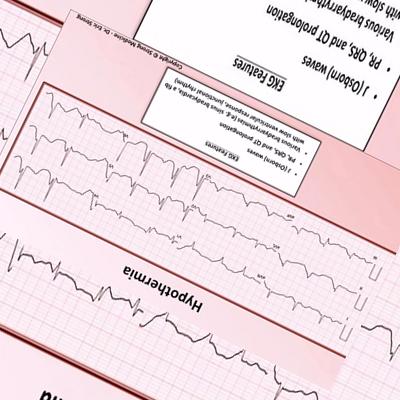 Hypothermia
EKG Features
• J (Osborn) waves
• PR, QRS, and QT prolongation
• Various bradyarrhythmias (e.g. sinus bradycardia, a fib
with slow ventricular response, junctional rhythm)
Copyright © Strong Medicine - Dr. Eric Strong
EKG Features
• J (Osborn) waves
• PR, QRS, and QT prolongation
Various
with slow